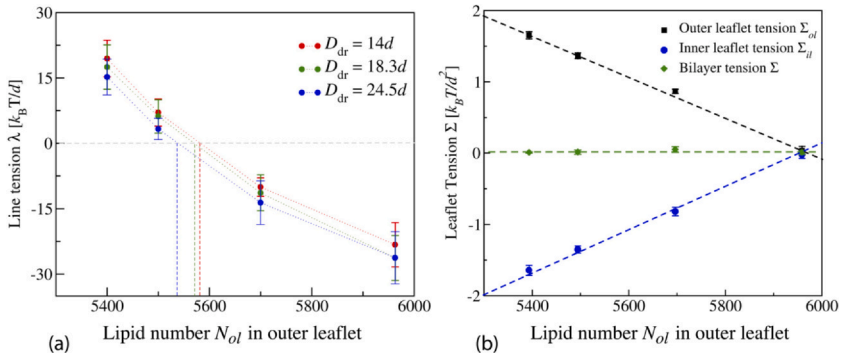 30
15
0
-15
-30
Line tension λ [k_BT/d]
D_dr = 14d
D_dr = 18.3d
D_dr = 24.5d
5400 5600 5800 6000
Lipid number N_ol in outer leaflet
(a)
2
1
0
-1
-2
Leaflet Tension Σ [k_BT/d²]
Outer leaflet tension Σ_ol
Inner leaflet tension Σ_il
Bilayer tension Σ
5400 5600 5800 6000
Lipid number N_ol in outer leaflet
(b)